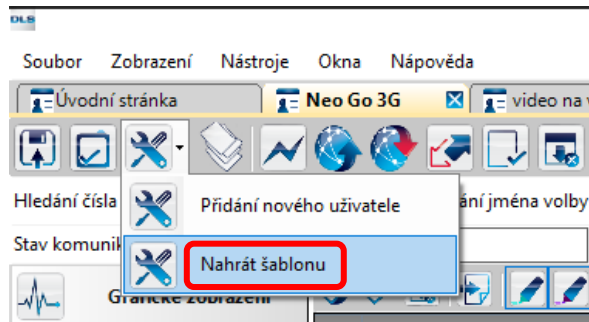 DLS
Soubor Zobrazení Nástroje Okna Nápověda
Úvodní stránka Neo Go 3G video na
Hledání čísla ání jména volby
Přidání nového uživatele
Stav komunik
Nahrát šablonu
Grafické zobrazení